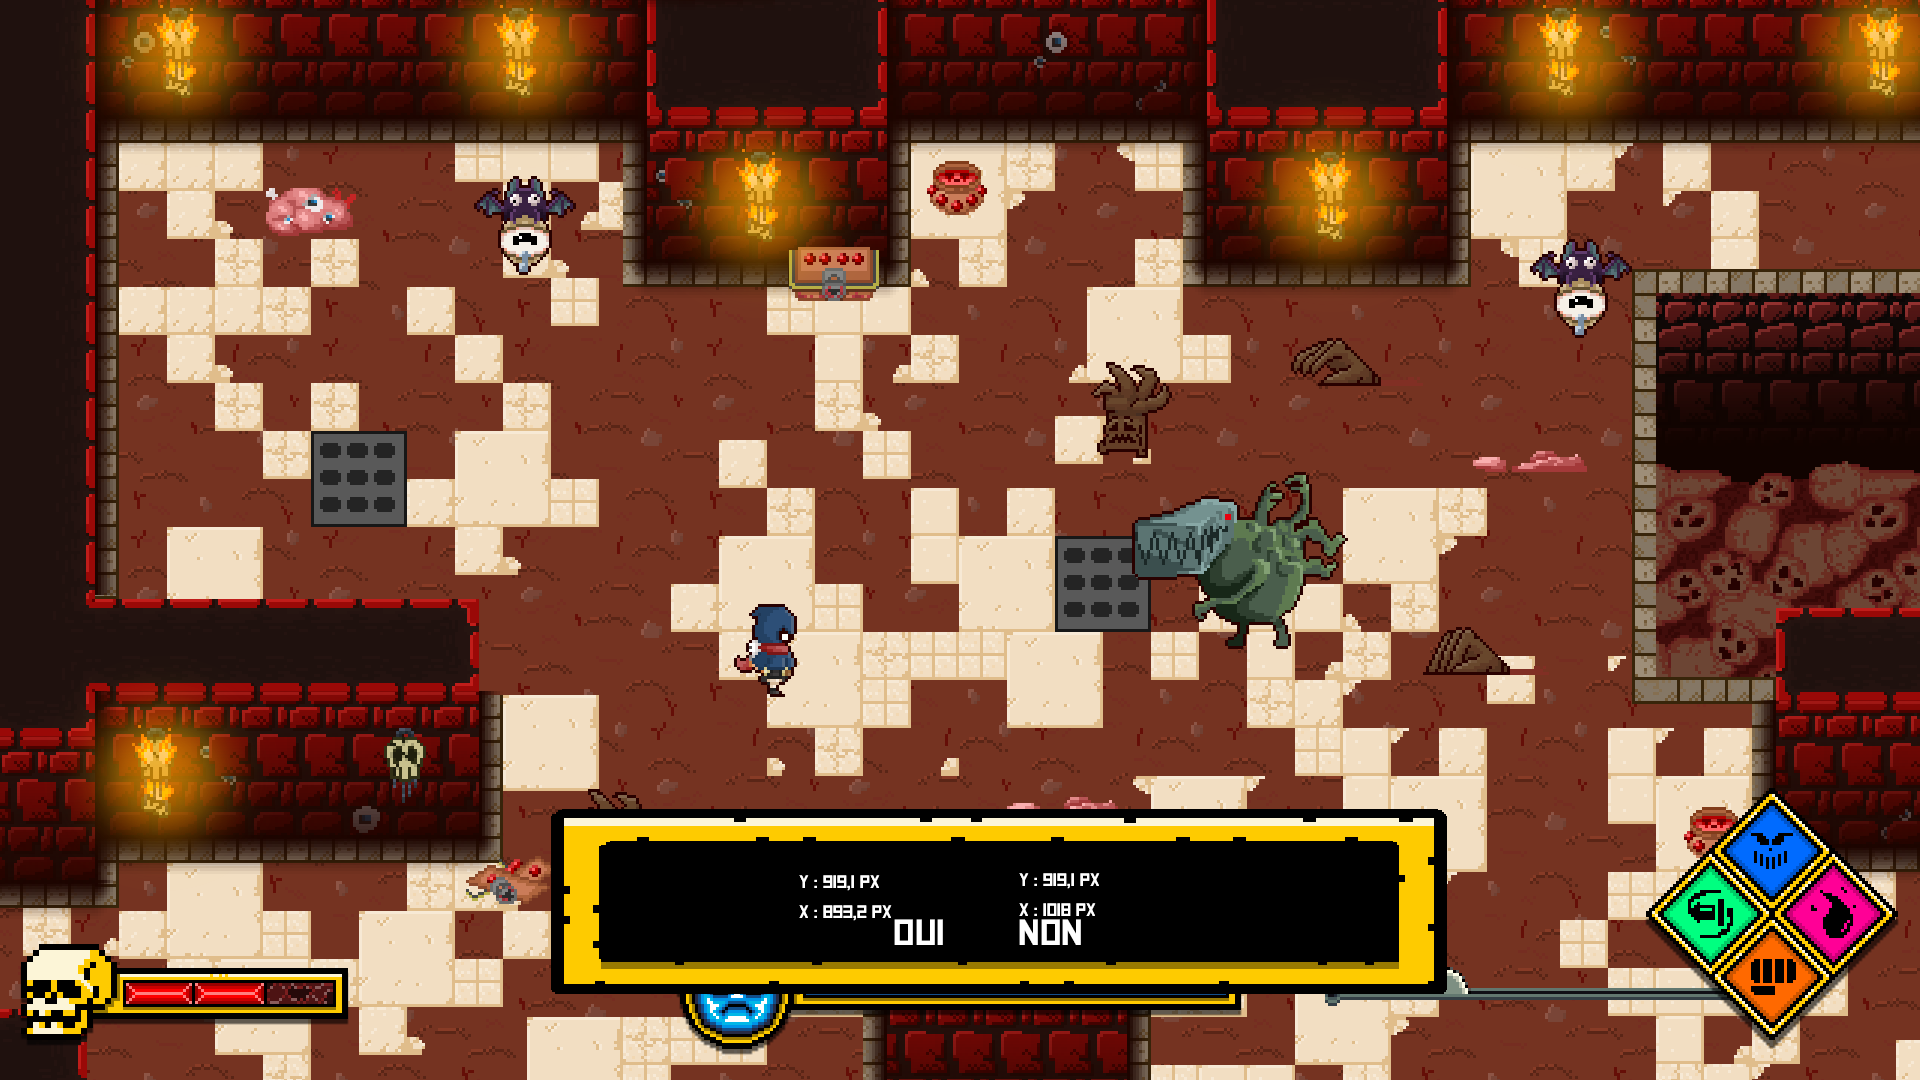 Y : 919,1 PX
X : 893,2 PX
OUI
Y : 919,1 PX
X : 1018 PX
NON